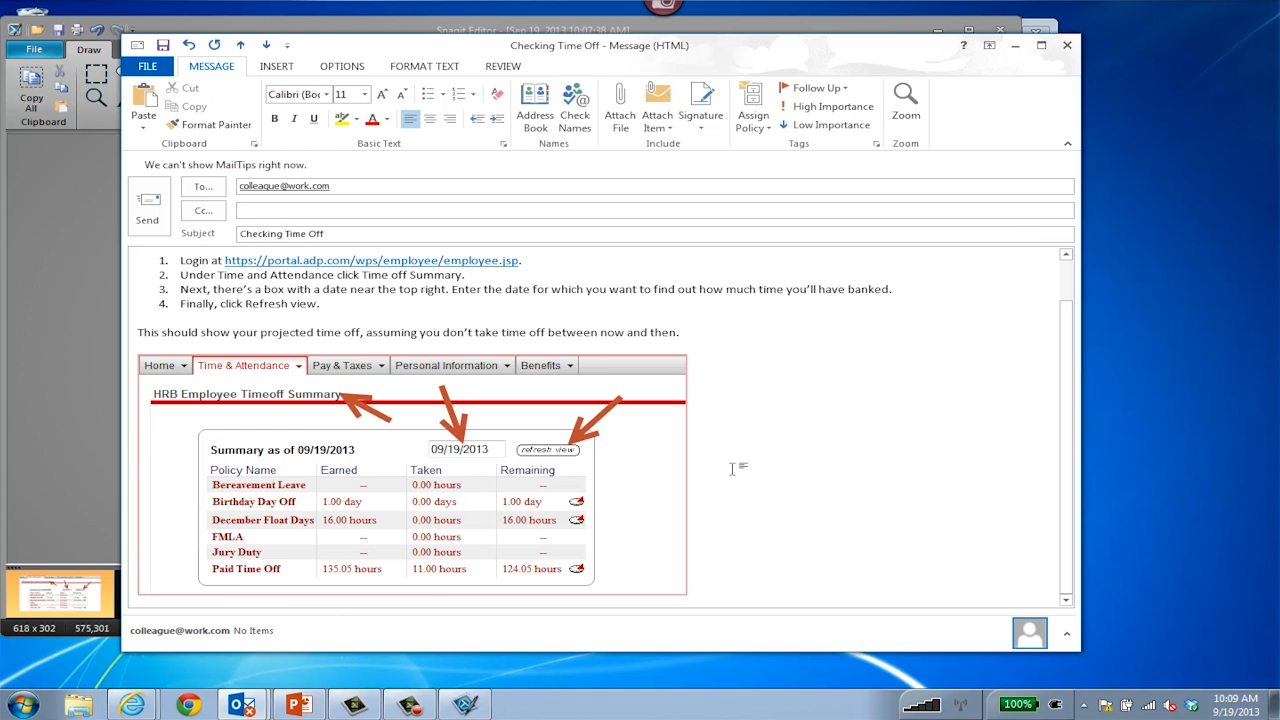 Snagit Editor - [Sep 19, 2013 10:07:38 AM]
File
Draw
Copy
All
Clipboard
Checking Time Off - Message (HTML)
FILE
MESSAGE
INSERT
OPTIONS
FORMAT TEXT
REVIEW
Paste
Cut
Copy
Format Painter
Clipboard
Calibri (Boc
11
B I U
A
Basic Text
Address
Book
Check
Names
Names
Attach
File
Attach
Item
Signature
Include
Assign
Policy
Follow Up
High Importance
Low Importance
Tags
Zoom
Zoom
We can't show MailTips right now.
Send
To...
colleague@work.com
Cc...
Subject
Checking Time Off
1. Login at https://portal.adp.com/wps/employee/employee.jsp.
2. Under Time and Attendance click Time off Summary.
3. Next, there's a box with a date near the top right. Enter the date for which you want to find out how much time you'll have banked.
4. Finally, click Refresh view.
This should show your projected time off, assuming you don't take time off between now and then.
Home Time & Attendance Pay & Taxes Personal Information Benefits
HRB Employee Timeoff Summary
Summary as of 09/19/2013 09/19/2013 refresh view
Policy Name Earned Taken Remaining
Bereavement Leave -- 0.00 hours --
Birthday Day Off 1.00 day 0.00 days 1.00 day
December Float Days 16.00 hours 0.00 hours 16.00 hours
FMLA -- 0.00 hours --
Jury Duty -- 0.00 hours --
Paid Time Off 135.05 hours 11.00 hours 124.05 hours
618 x 302
575,301
colleague@work.com No Items
100%
10:09 AM
9/19/2013